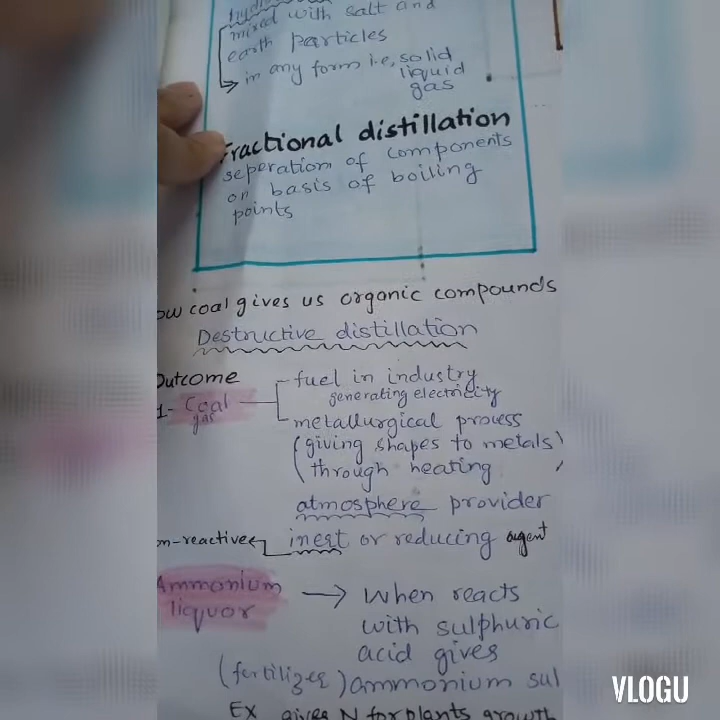 mixed with salt and
earth particles
in any form i.e, solid
liquid
gas
Fractional distillation
seperation of components
on basis of boiling
points
ow coal gives us organic compounds
Destructive distillation
Outcome
fuel in industry
generating electricity
1- Coal
gas
metallurgical process
(giving shapes to metals)
(through heating
atmosphere provider
n-reactive inert or reducing agent
Ammonium
liquor
When reacts
with sulphuric
acid gives
(fertilizer) ammonium sul
Ex gives N for plants growth
VLOGU